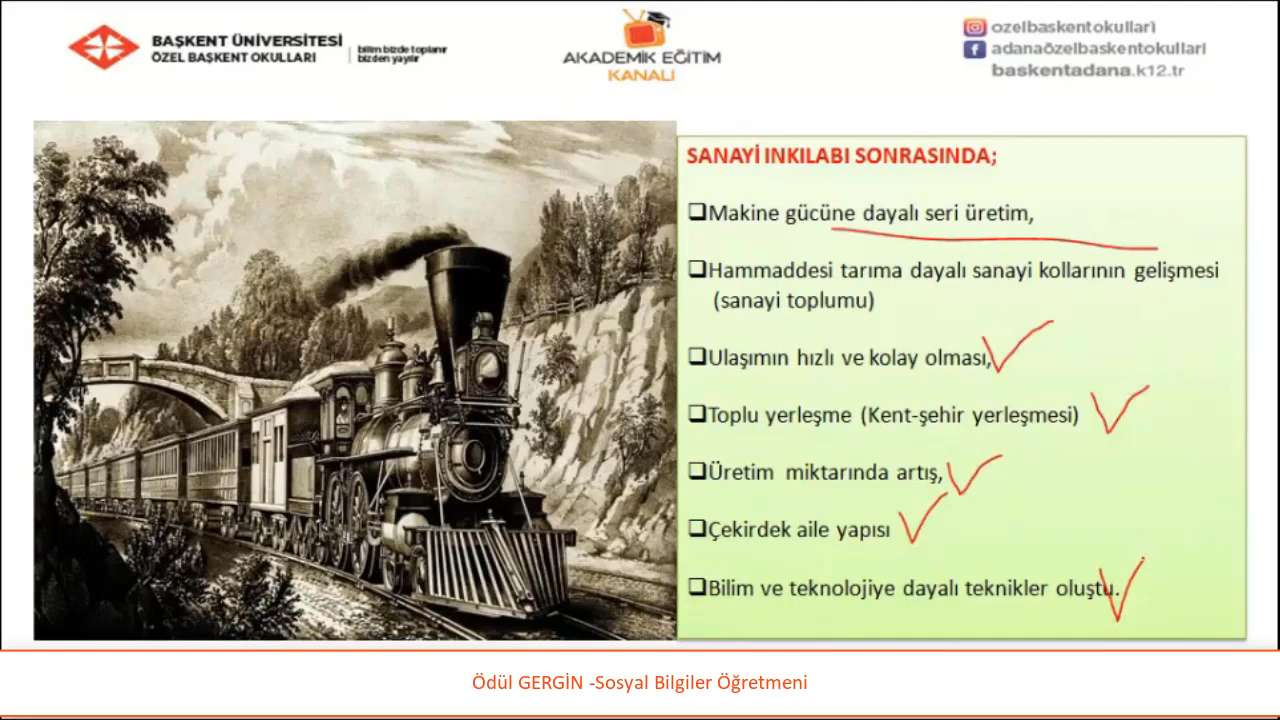 BAŞKENT ÜNİVERSİTESİ
ÖZEL BAŞKENT OKULLARI
bilim bizde toplanır
bizden yayılır
AKADEMİK EĞİTİM
KANALI
ozelbaskentokullari
adanaözelbaskentokullari
baskentadana.k12.tr
SANAYİ INKILABI SONRASINDA;
❑Makine gücüne dayalı seri üretim,
❑Hammaddesi tarıma dayalı sanayi kollarının gelişmesi
(sanayi toplumu)
❑Ulaşımın hızlı ve kolay olması,
❑Toplu yerleşme (Kent-şehir yerleşmesi)
❑Üretim miktarında artış,
❑Çekirdek aile yapısı
❑Bilim ve teknolojiye dayalı teknikler oluştu.
Ödül GERGİN -Sosyal Bilgiler Öğretmeni